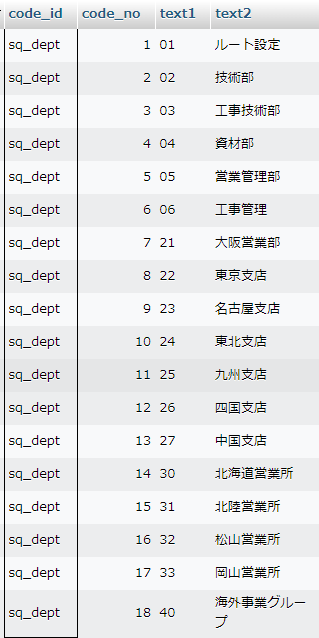 code_id code_no text1 text2
sq_dept 1 01 ルート設定
sq_dept 2 02 技術部
sq_dept 3 03 工事技術部
sq_dept 4 04 資材部
sq_dept 5 05 営業管理部
sq_dept 6 06 工事管理
sq_dept 7 21 大阪営業部
sq_dept 8 22 東京支店
sq_dept 9 23 名古屋支店
sq_dept 10 24 東北支店
sq_dept 11 25 九州支店
sq_dept 12 26 四国支店
sq_dept 13 27 中国支店
sq_dept 14 30 北海道営業所
sq_dept 15 31 北陸営業所
sq_dept 16 32 松山営業所
sq_dept 17 33 岡山営業所
sq_dept 18 40 海外事業グルー
プ